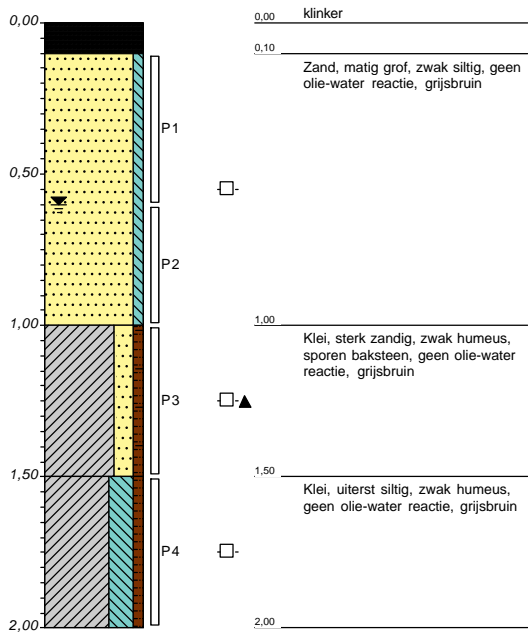 0,00
0,50
1,00
1,50
2,00
P1
P2
P3
P4
0,00
klinker
0,10
Zand, matig grof, zwak siltig, geen
olie-water reactie, grijsbruin
1,00
Klei, sterk zandig, zwak humeus,
sporen baksteen, geen olie-water
reactie, grijsbruin
1,50
Klei, uiterst siltig, zwak humeus,
geen olie-water reactie, grijsbruin
2,00